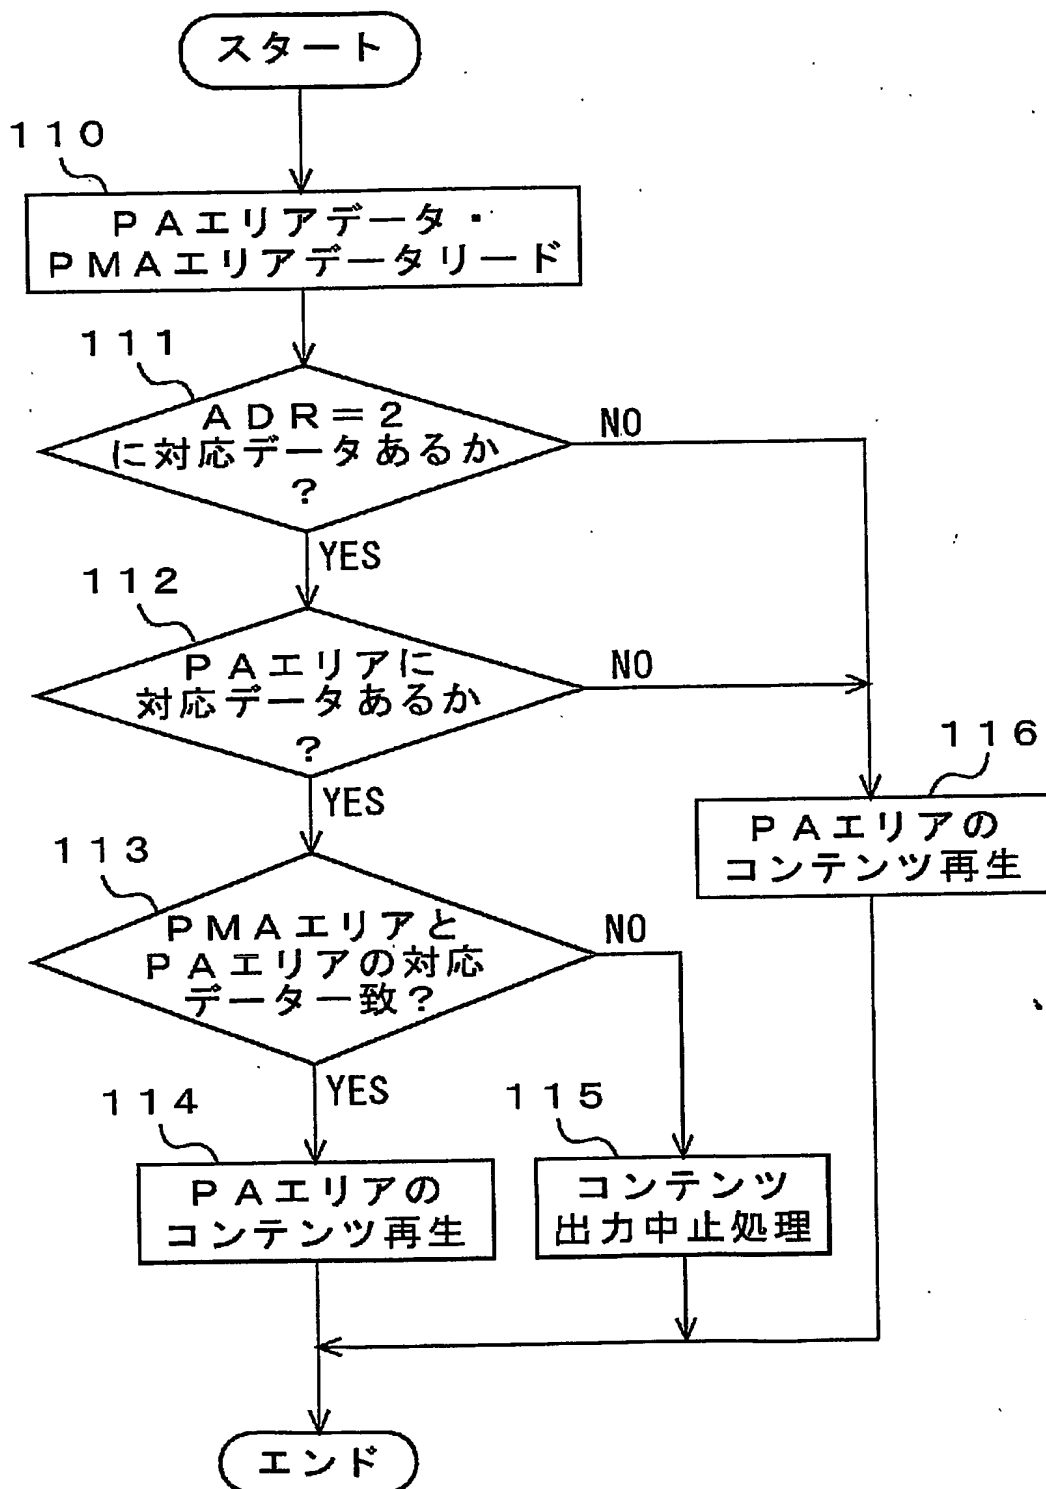 スタート
110
PAエリアデータ・
PMAエリアデータリード
111
ADR=2
に対応データあるか
?
NO
YES
112
PAエリアに
対応データあるか
?
NO
YES
116
PAエリアの
コンテンツ再生
113
PMAエリアと
PAエリアの対応
データ一致?
NO
YES
114
PAエリアの
コンテンツ再生
115
コンテンツ
出力中止処理
エンド